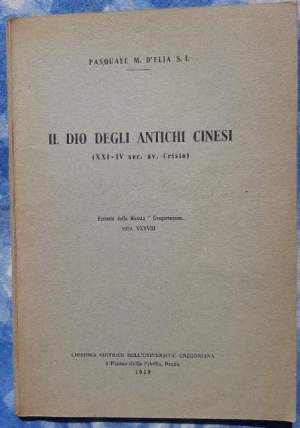 PASQUALE M. D'ELIA S. I.
IL DIO DEGLI ANTICHI CINESI
(XXI-IV sec. av. Cristo)
Estratto dalla Rivista " Gregorianum„
vol. XXXVIII
LIBRERIA EDITRICE DELL'UNIVERSITÀ GREGORIANA
4 Piazza della Pilotta, Roma